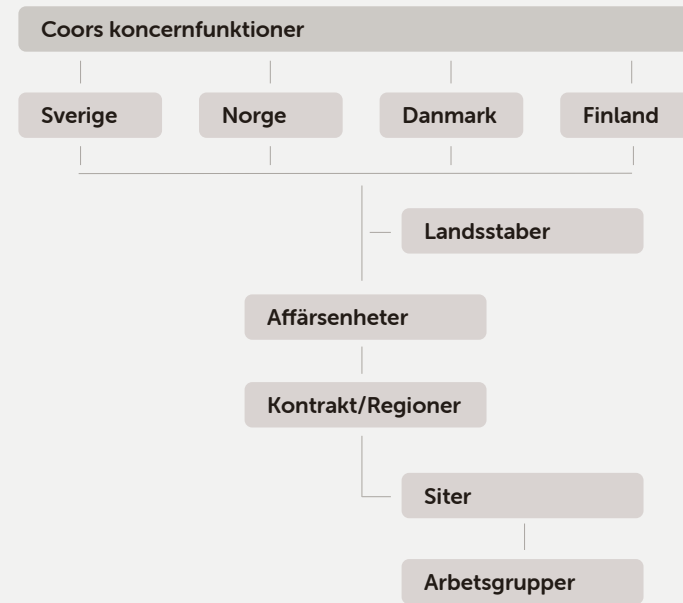 Coors koncernfunktioner
Sverige
Norge
Danmark
Finland
Landsstaber
Affärsenheter
Kontrakt/Regioner
Siter
Arbetsgrupper